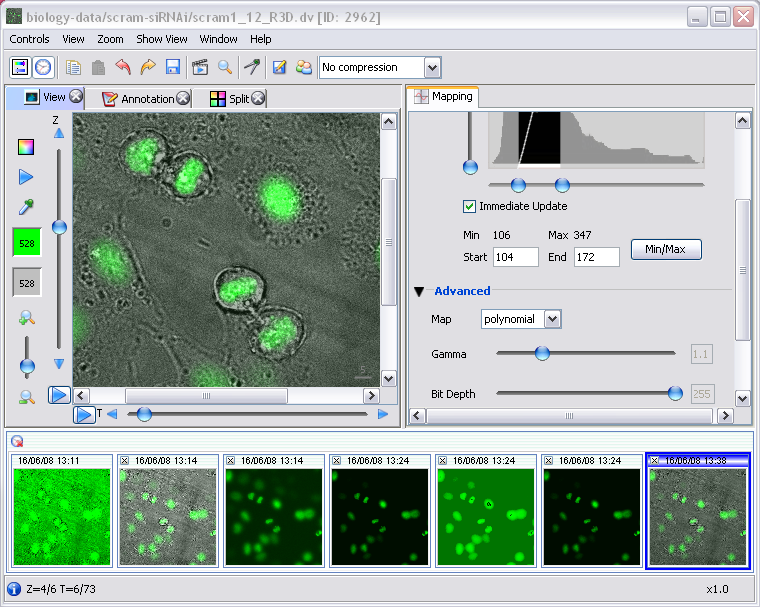 biology-data/scram-siRNAi/scram1_12_R3D.dv [ID: 2962]
Controls View Zoom Show View Window Help
No compression
View Annotation Split
Z
528
528
T
5
Mapping
Immediate Update
Min 106 Max 347
Start 104 End 172 Min/Max
Advanced
Map polynomial
Gamma 1.1
Bit Depth 255
16/06/08 13:11 16/06/08 13:14 16/06/08 13:14 16/06/08 13:24 16/06/08 13:24 16/06/08 13:24 16/06/08 13:38
Z=4/6 T=6/73 x1.0